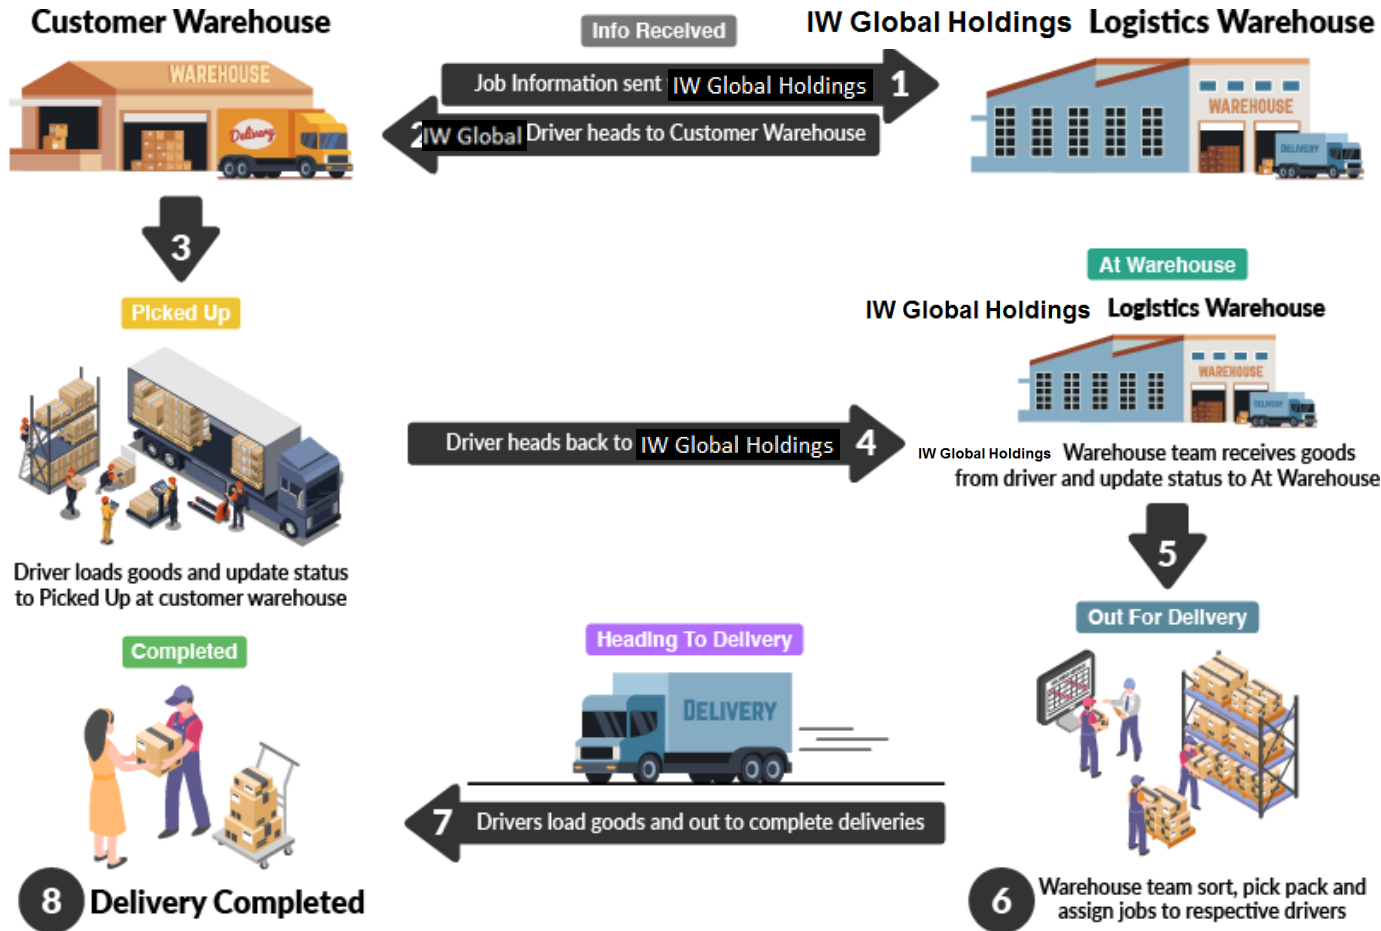 Customer Warehouse
Info Received
IW Global Holdings Logistics Warehouse
WAREHOUSE
Delivery
Job Information sent IW Global Holdings 1
2 IW Global Driver heads to Customer Warehouse
WAREHOUSE
DELIVERY
3
Picked Up
At Warehouse
IW Global Holdings Logistics Warehouse
WAREHOUSE
DELIVERY
Driver heads back to IW Global Holdings 4
IW Global Holdings Warehouse team receives goods
from driver and update status to At Warehouse
5
Driver loads goods and update status
to Picked Up at customer warehouse
Out For Delivery
Heading To Delivery
Completed
DELIVERY
7 Drivers load goods and out to complete deliveries
8 Delivery Completed
6 Warehouse team sort, pick pack and
assign jobs to respective drivers